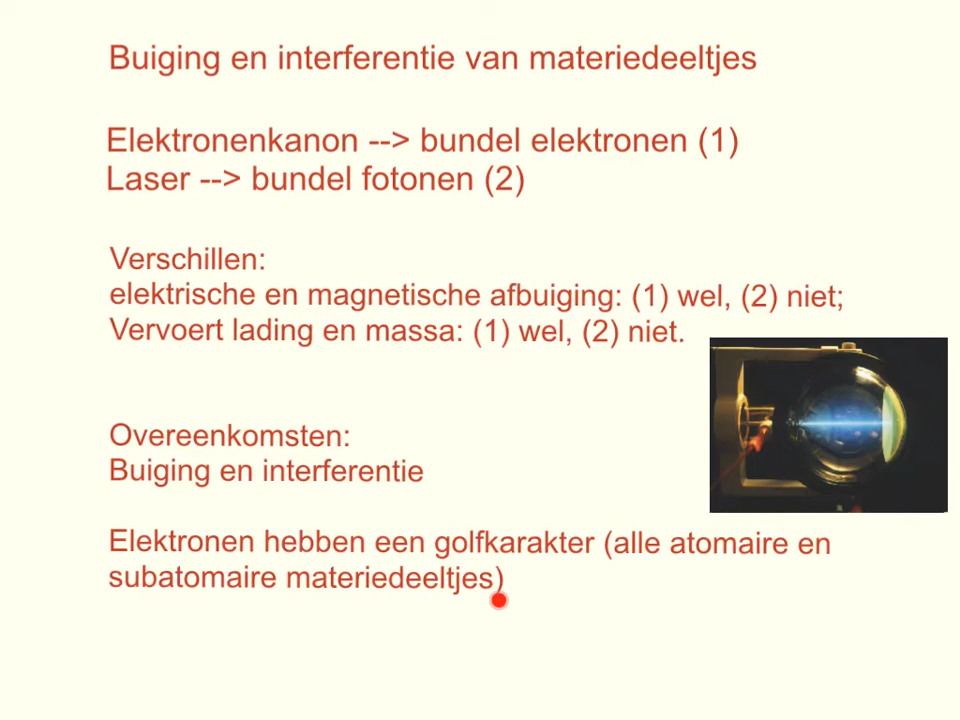 Buiging en interferentie van materiedeeltjes
Elektronenkanon --> bundel elektronen (1)
Laser --> bundel fotonen (2)
Verschillen:
elektrische en magnetische afbuiging: (1) wel, (2) niet;
Vervoert lading en massa: (1) wel, (2) niet.
Overeenkomsten:
Buiging en interferentie
Elektronen hebben een golfkarakter (alle atomaire en
subatomaire materiedeeltjes)